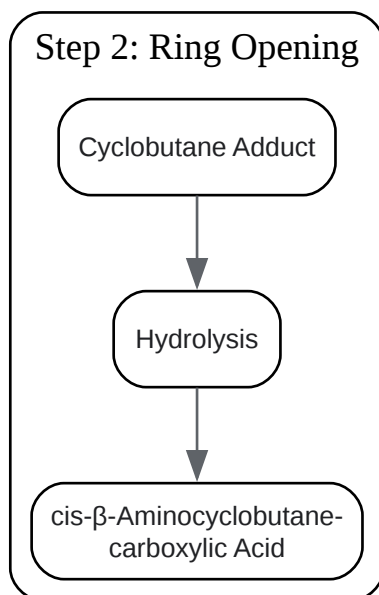 Step 2: Ring Opening
Cyclobutane Adduct
Hydrolysis
cis-β-Aminocyclobutane-
carboxylic Acid